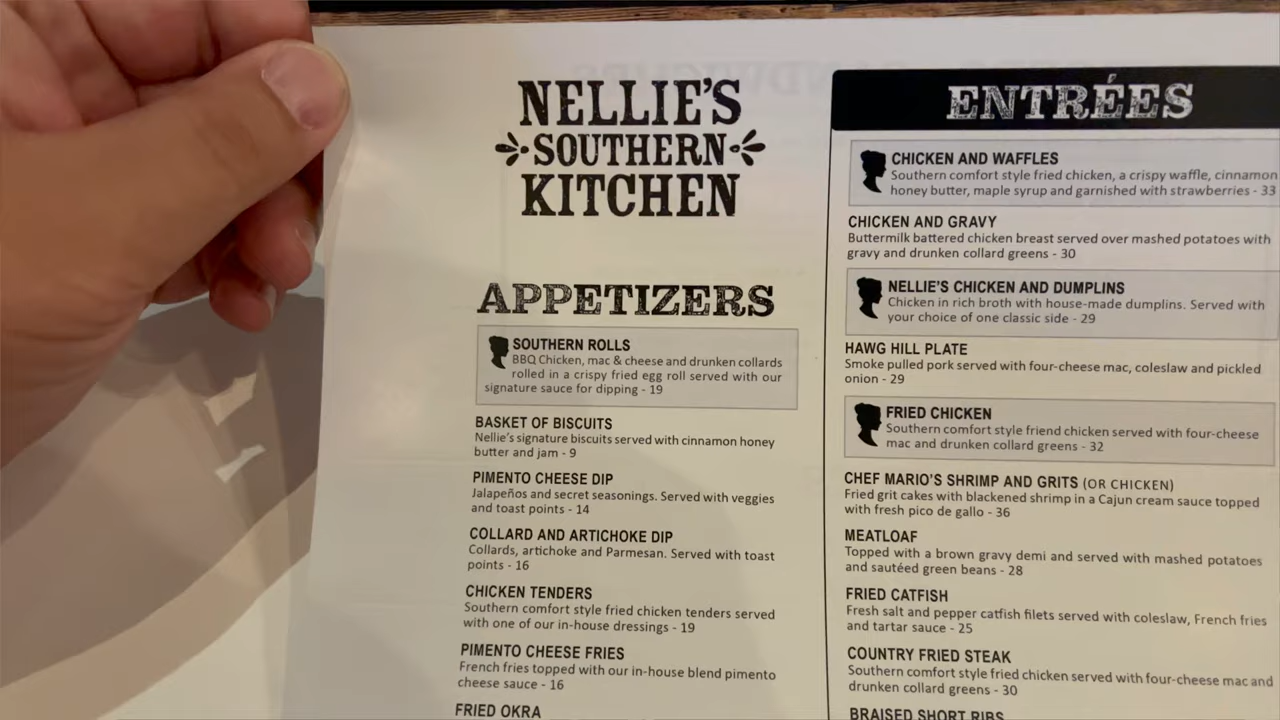 NELLIE'S
SOUTHERN
KITCHEN
APPETIZERS
SOUTHERN ROLLS
BBQ Chicken, mac & cheese and drunken collards
rolled in a crispy fried egg roll served with our
signature sauce for dipping - 19
BASKET OF BISCUITS
Nellie's signature biscuits served with cinnamon honey
butter and jam - 9
PIMENTO CHEESE DIP
Jalapeños and secret seasonings. Served with veggies
and toast points - 14
COLLARD AND ARTICHOKE DIP
Collards, artichoke and Parmesan. Served with toast
points - 16
CHICKEN TENDERS
Southern comfort style fried chicken tenders served
with one of our in-house dressings - 19
PIMENTO CHEESE FRIES
French fries topped with our in-house blend pimento
cheese sauce - 16
FRIED OKRA
ENTRÉES
CHICKEN AND WAFFLES
Southern comfort style fried chicken, a crispy waffle, cinnamon
honey butter, maple syrup and garnished with strawberries - 33
CHICKEN AND GRAVY
Buttermilk battered chicken breast served over mashed potatoes with
gravy and drunken collard greens - 30
NELLIE'S CHICKEN AND DUMPLINS
Chicken in rich broth with house-made dumplins. Served with
your choice of one classic side - 29
HAWG HILL PLATE
Smoke pulled pork served with four-cheese mac, coleslaw and pickled
onion - 29
FRIED CHICKEN
Southern comfort style friend chicken served with four-cheese
mac and drunken collard greens - 32
CHEF MARIO'S SHRIMP AND GRITS (OR CHICKEN)
Fried grit cakes with blackened shrimp in a Cajun cream sauce topped
with fresh pico de gallo - 36
MEATLOAF
Topped with a brown gravy demi and served with mashed potatoes
and sautéed green beans - 28
FRIED CATFISH
Fresh salt and pepper catfish filets served with coleslaw, French fries
and tartar sauce - 25
COUNTRY FRIED STEAK
Southern comfort style fried chicken served with four-cheese mac and
drunken collard greens - 30
BRAISED SHORT RIBS